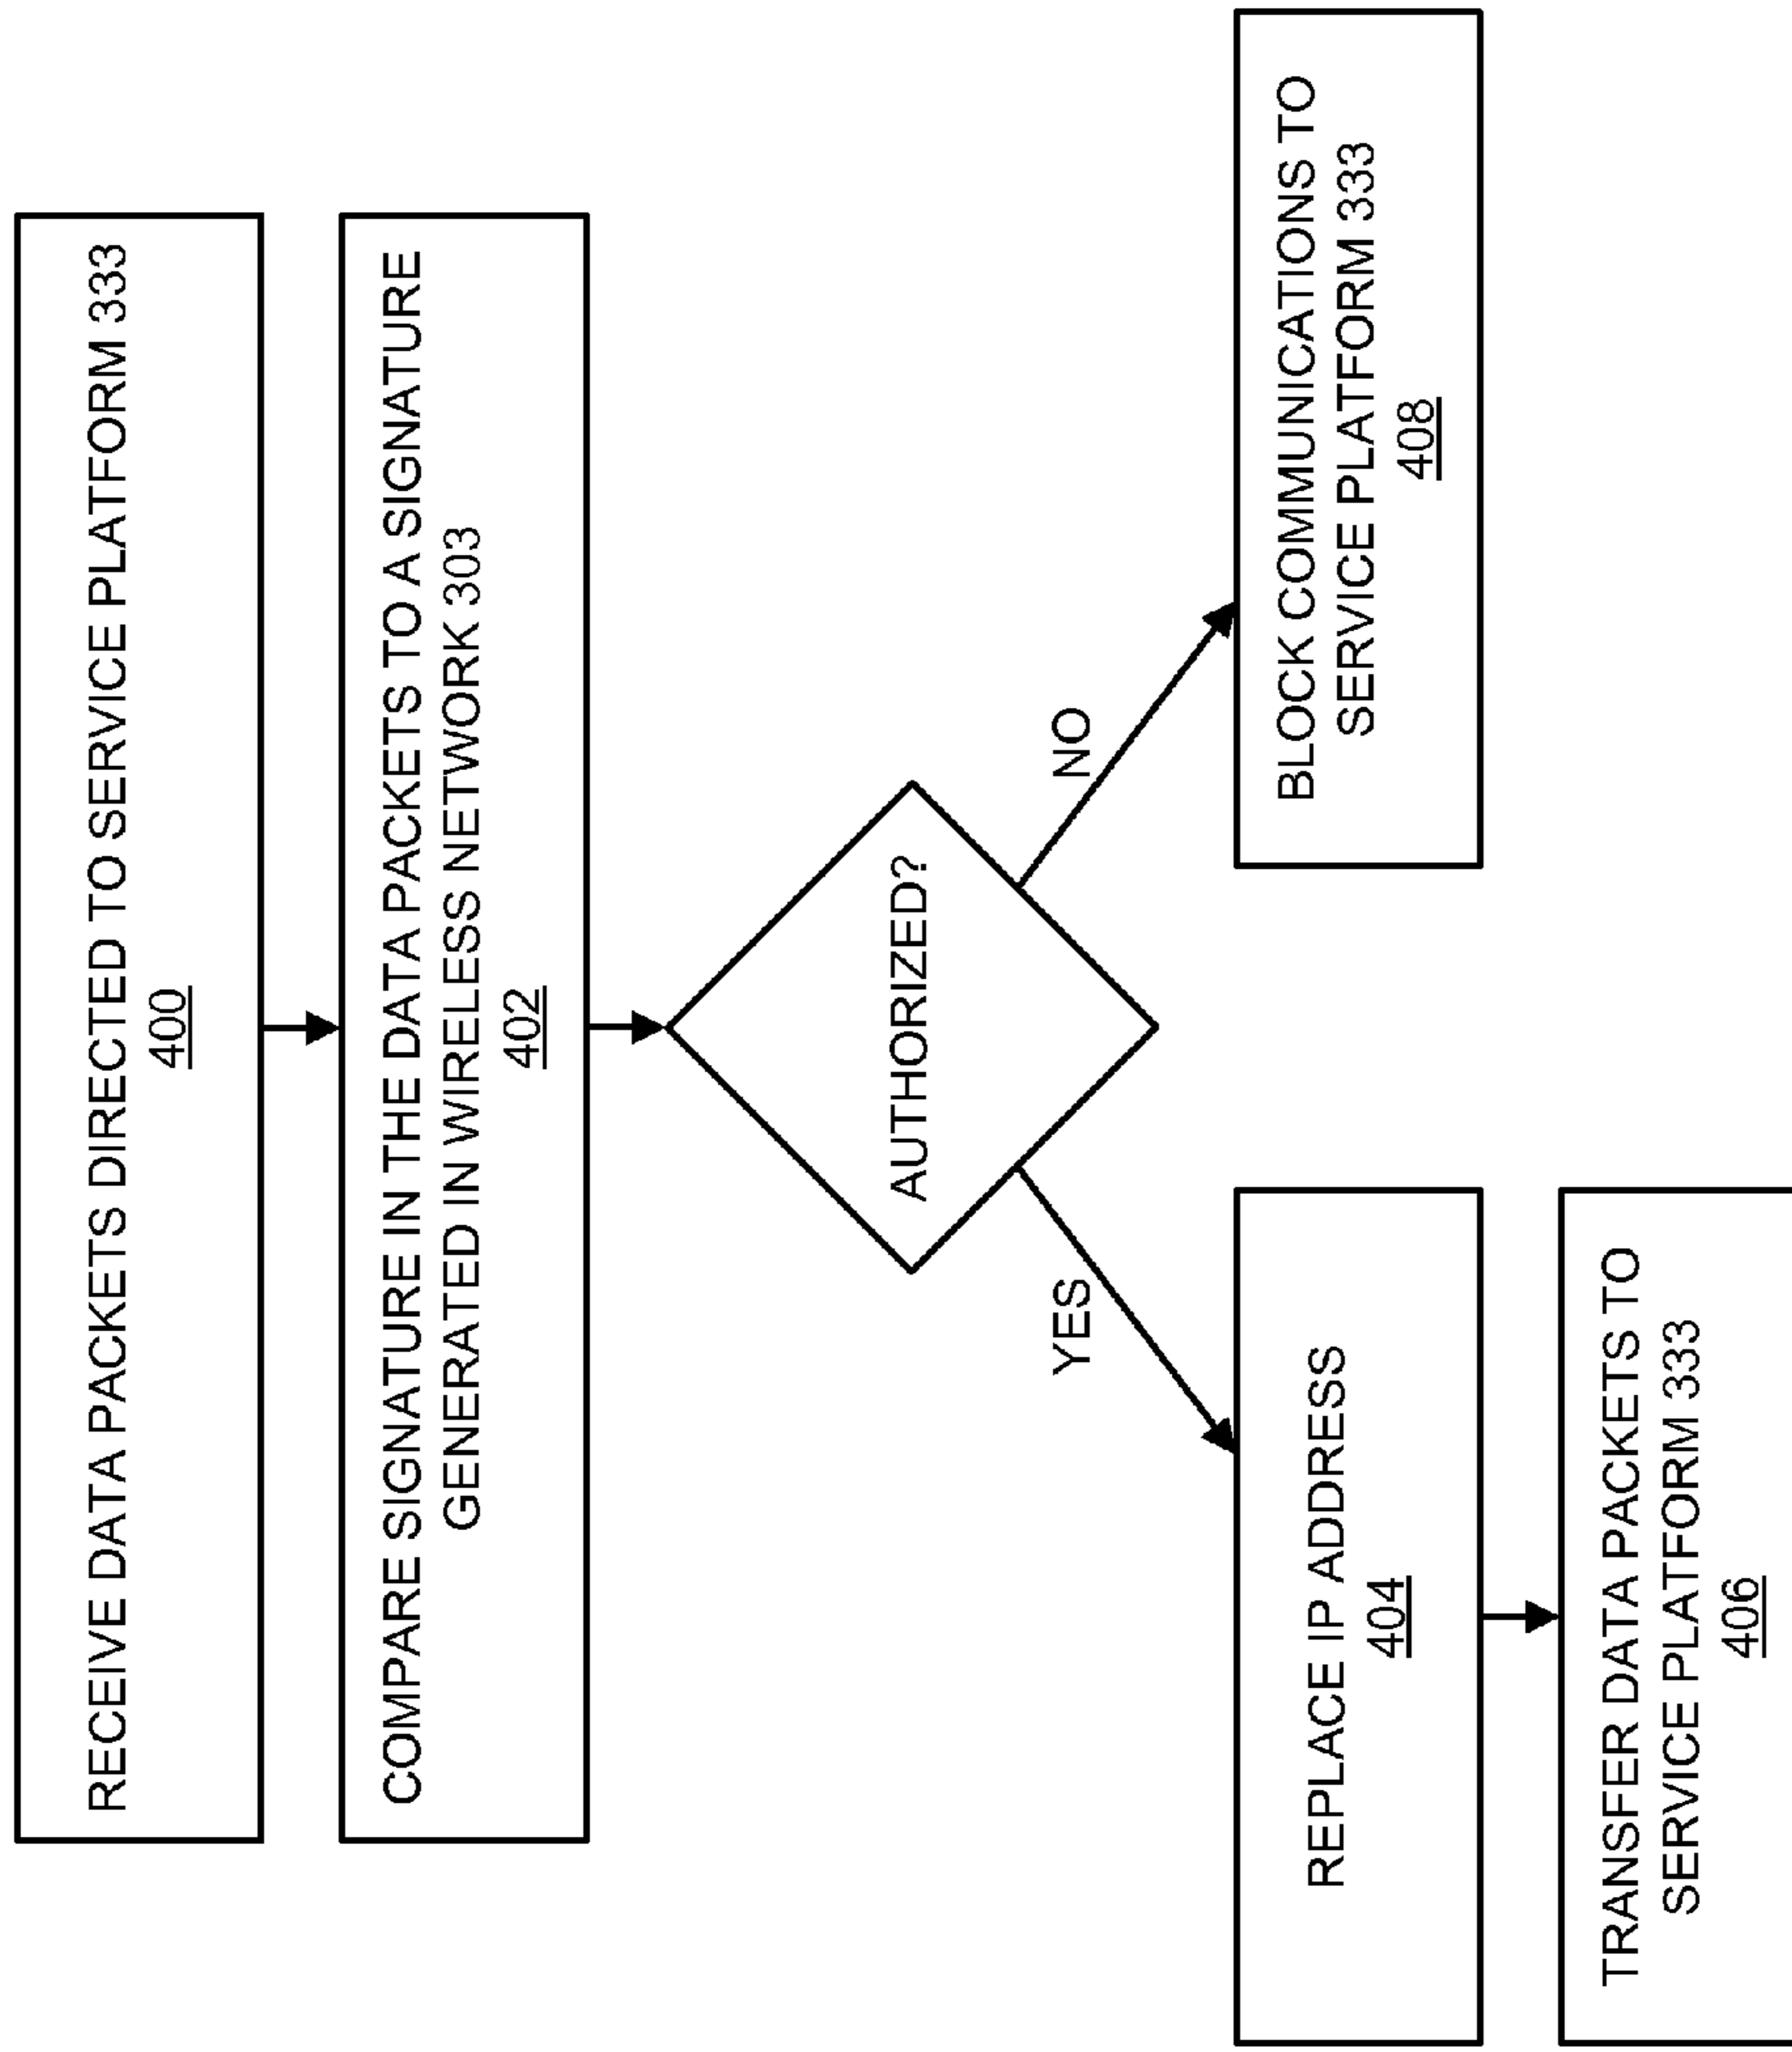 RECEIVE DATA PACKETS DIRECTED TO SERVICE PLATFORM 333
400
COMPARE SIGNATURE IN THE DATA PACKETS TO A SIGNATURE
GENERATED IN WIRELESS NETWORK 303
402
AUTHORIZED?
YES
NO
REPLACE IP ADDRESS
404
TRANSFER DATA PACKETS TO
SERVICE PLATFORM 333
406
BLOCK COMMUNICATIONS TO
SERVICE PLATFORM 333
408